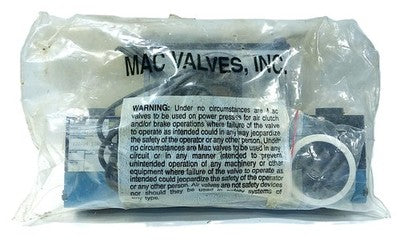 MAC VALVES, INC.
WARNING: Under no circumstances are Mac
valves to be used on power presses for air clutch
and/or brake operations where failure of the valve
to operate as intended could in any way jeopardize
the safety of the operator or any other person. Under
no circumstances are Mac valves to be used in any
circuit or in any manner intended to prevent
unintended operation of any machinery or other
equipment where failure of the valve to operate as
intended could jeopardize the safety of the operator
or any other person. Air valves are not safety devices
nor should they be used in safety systems of
any type.